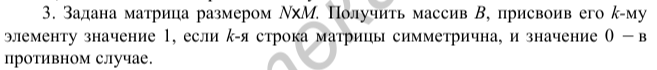 3. Задана матрица размером NxM. Получить массив B, присвоив его k-му
элементу значение 1, если k-я строка матрицы симметрична, и значение 0 – в
противном случае.